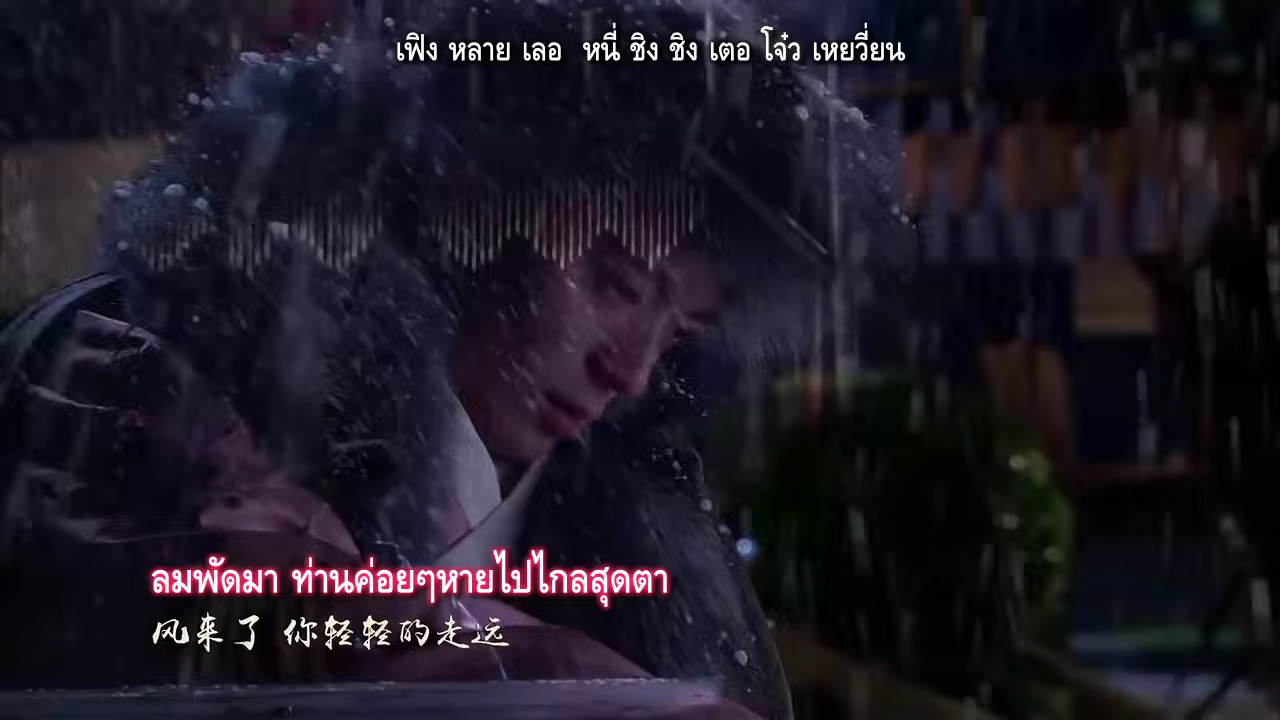 เฟิง หลาย เลอ  หนี่ ชิง ชิง เตอ โจ๋ว เหยวี่ยน
ลมพัดมา ท่านค่อยๆหายไปไกลสุดตา
风来了 你轻轻的走远